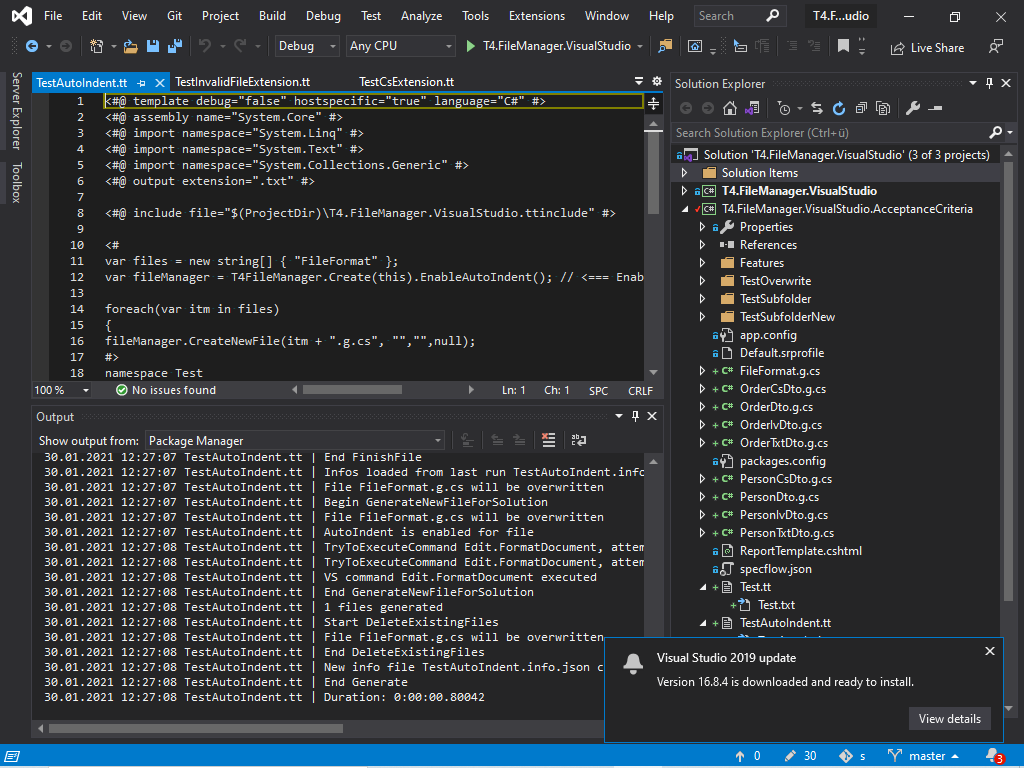 File Edit View Git Project Build Debug Test Analyze Tools Extensions Window Help Search T4.F...udio
Debug Any CPU T4.FileManager.VisualStudio Live Share
Server Explorer
Toolbox
TestAutoIndent.tt TestInvalidFileExtension.tt TestCsExtension.tt
1 <#@ template debug="false" hostspecific="true" language="C#" #>
2 <#@ assembly name="System.Core" #>
3 <#@ import namespace="System.Linq" #>
4 <#@ import namespace="System.Text" #>
5 <#@ import namespace="System.Collections.Generic" #>
6 <#@ output extension=".txt" #>
7
8 <#@ include file="$(ProjectDir)\T4.FileManager.VisualStudio.ttinclude" #>
9
10 <#
11 var files = new string[] { "FileFormat" };
12 var fileManager = T4FileManager.Create(this).EnableAutoIndent(); // <=== Enab
13
14 foreach(var itm in files)
15 {
16 fileManager.CreateNewFile(itm + ".g.cs", "","",null);
17 #>
18 namespace Test
100 % No issues found Ln: 1 Ch: 1 SPC CRLF
Output
Show output from: Package Manager
30.01.2021 12:27:07 TestAutoIndent.tt | End FinishFile
30.01.2021 12:27:07 TestAutoIndent.tt | Infos loaded from last run TestAutoIndent.info
30.01.2021 12:27:07 TestAutoIndent.tt | File FileFormat.g.cs will be overwritten
30.01.2021 12:27:07 TestAutoIndent.tt | Begin GenerateNewFileForSolution
30.01.2021 12:27:07 TestAutoIndent.tt | File FileFormat.g.cs will be overwritten
30.01.2021 12:27:07 TestAutoIndent.tt | AutoIndent is enabled for file
30.01.2021 12:27:08 TestAutoIndent.tt | TryToExecuteCommand Edit.FormatDocument, attem
30.01.2021 12:27:08 TestAutoIndent.tt | TryToExecuteCommand Edit.FormatDocument, attem
30.01.2021 12:27:08 TestAutoIndent.tt | VS command Edit.FormatDocument executed
30.01.2021 12:27:08 TestAutoIndent.tt | End GenerateNewFileForSolution
30.01.2021 12:27:08 TestAutoIndent.tt | 1 files generated
30.01.2021 12:27:08 TestAutoIndent.tt | Start DeleteExistingFiles
30.01.2021 12:27:08 TestAutoIndent.tt | File FileFormat.g.cs will be overwritten
30.01.2021 12:27:08 TestAutoIndent.tt | End DeleteExistingFiles
30.01.2021 12:27:08 TestAutoIndent.tt | New info file TestAutoIndent.info.json c
30.01.2021 12:27:08 TestAutoIndent.tt | End Generate
30.01.2021 12:27:08 TestAutoIndent.tt | Duration: 0:00:00.80042
Solution Explorer
Search Solution Explorer (Ctrl+ü)
Solution 'T4.FileManager.VisualStudio' (3 of 3 projects)
Solution Items
C# T4.FileManager.VisualStudio
C# T4.FileManager.VisualStudio.AcceptanceCriteria
Properties
References
Features
TestOverwrite
TestSubfolder
TestSubfolderNew
app.config
Default.srprofile
+ C# FileFormat.g.cs
+ C# OrderCsDto.g.cs
+ C# OrderDto.g.cs
+ C# OrderIvDto.g.cs
+ C# OrderTxtDto.g.cs
packages.config
+ C# PersonCsDto.g.cs
+ C# PersonDto.g.cs
+ C# PersonIvDto.g.cs
+ C# PersonTxtDto.g.cs
ReportTemplate.cshtml
specflow.json
+ Test.tt
+ Test.txt
+ TestAutoIndent.tt
Visual Studio 2019 update
Version 16.8.4 is downloaded and ready to install.
View details
0 30 s master 3